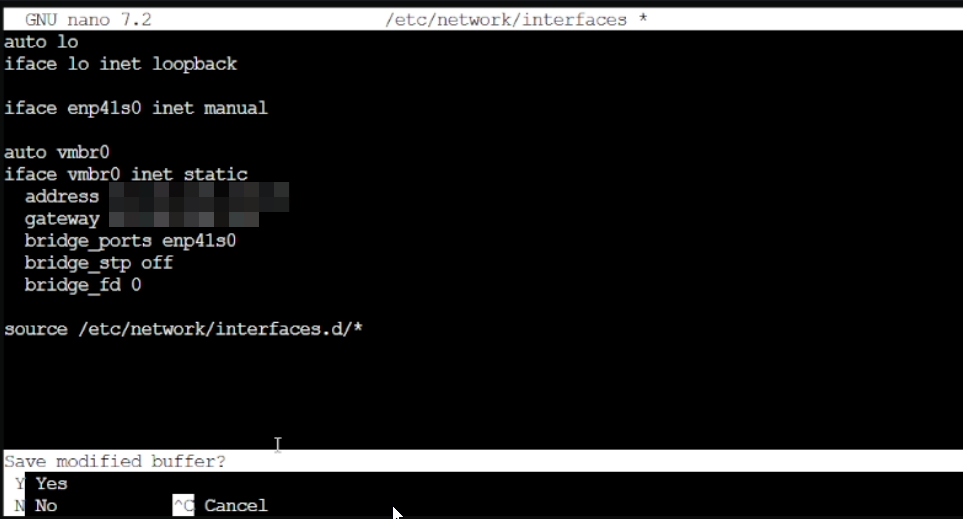 GNU nano 7.2 /etc/network/interfaces *
auto lo
iface lo inet loopback
iface enp41s0 inet manual
auto vmbr0
iface vmbr0 inet static
address
gateway
bridge_ports enp41s0
bridge_stp off
bridge_fd 0
source /etc/network/interfaces.d/*
Save modified buffer?
Y Yes
N No ^C Cancel